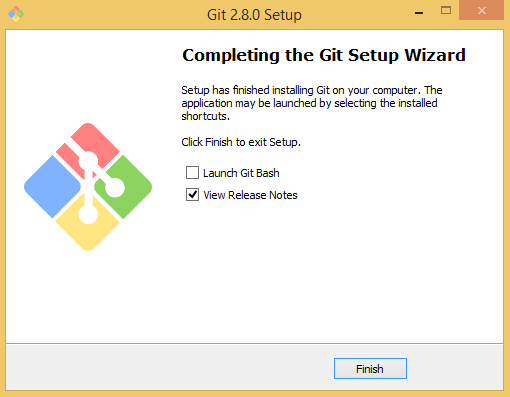 Git 2.8.0 Setup
Completing the Git Setup Wizard
Setup has finished installing Git on your computer. The
application may be launched by selecting the installed
shortcuts.
Click Finish to exit Setup.
Launch Git Bash
View Release Notes
Finish